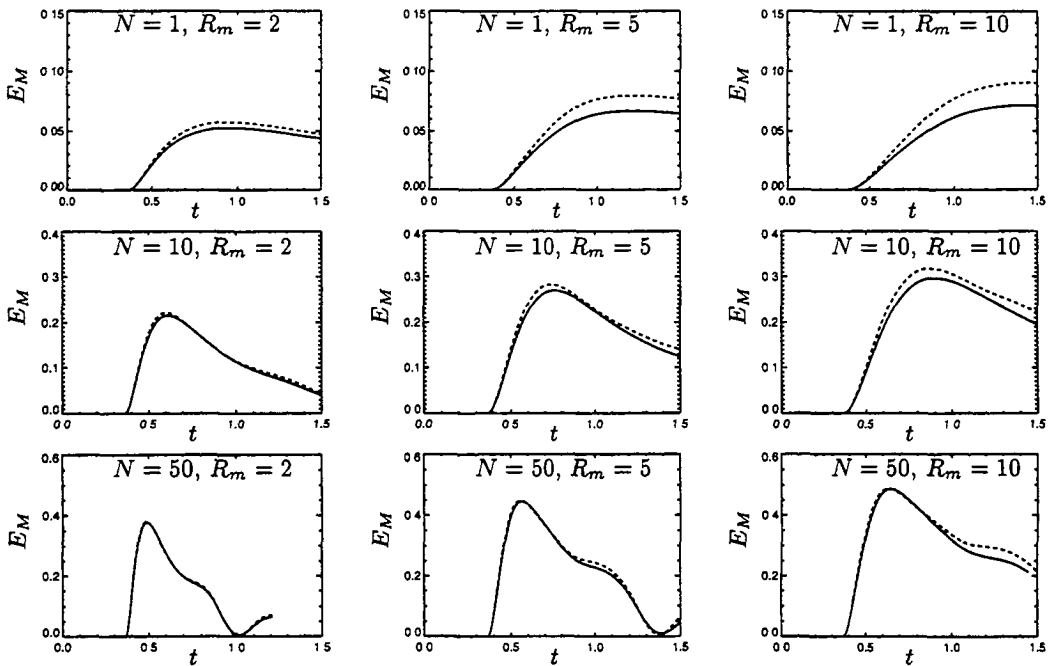 N = 1, R_m = 2
E_M
0.15
0 10
0 05
0 00
0.0 0.5 1.0 1.5
t
N = 1, R_m = 5
E_M
0.15
0 10
0 05
0 00
0.0 0.5 1.0 1.5
t
N = 1, R_m = 10
E_M
0.15
0 10
0 05
0 00
0.0 0.5 1.0 1.5
t
N = 10, R_m = 2
E_M
0.4
0 3
0 2
0.1
0 0
0 0 0.5 1.0 1.5
t
N = 10, R_m = 5
E_M
0.4
0 3
0 2
0.1
0 0
0 0 0.5 1.0 1.5
t
N = 10, R_m = 10
E_M
0.4
0 3
0 2
0.1
0 0
0 0 0.5 1.0 1.5
t
N = 50, R_m = 2
E_M
0.6
0.4
0 2
0 0
0.0 0.5 1.0 1.5
t
N = 50, R_m = 5
E_M
0.6
0.4
0 2
0 0
0 0 0.5 1.0 1.5
t
N = 50, R_m = 10
E_M
0.6
0.4
0 2
0 0
0 0 0.5 1.0 1.5
t